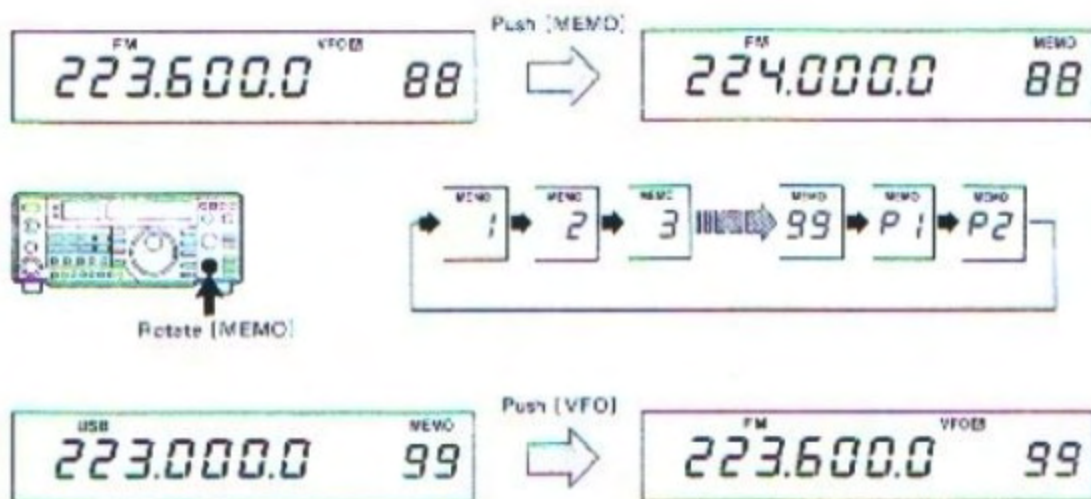 Push [MEMO]
FM VFO A
223.600.0 88
FM MEMO
224.000.0 88
MEMO MEMO MEMO MEMO MEMO MEMO
1 2 3 99 P1 P2
Rotate [MEMO]
Push [VFO]
USB MEMO
223.000.0 99
FM VFO A
223.600.0 99